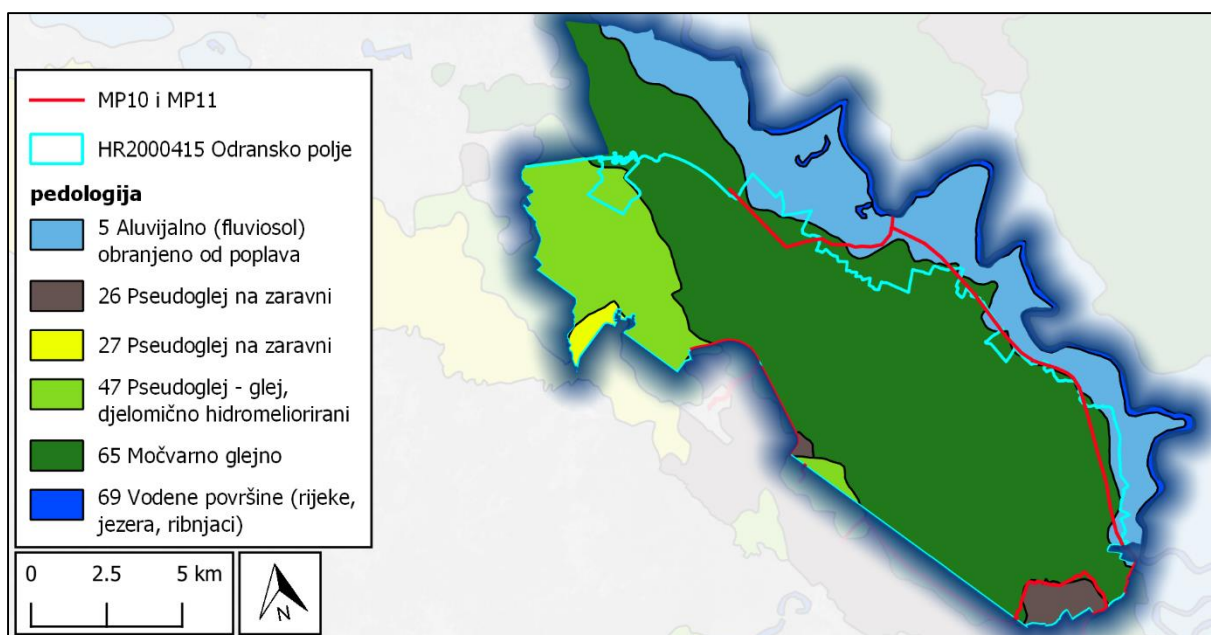 MP10 i MP11
HR2000415 Odransko polje
pedologija
5 Aluvijalno (fluviosol)
obranjeno od poplava
26 Pseudoglej na zaravni
27 Pseudoglej na zaravni
47 Pseudoglej - glej,
djelomično hidromeliorirani
65 Močvarno glejno
69 Vodene površine (rijeke,
jezera, ribnjaci)
0 2.5 5 km
N